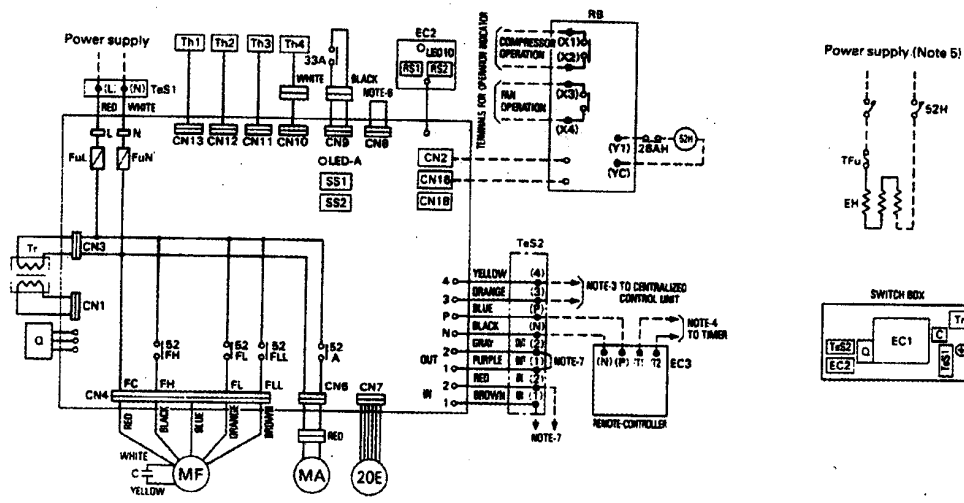 Power supply
(L) (N) TeS1
RED WHITE
L N
FuL FuN
Th1 Th2 Th3 Th4
WHITE
33A
BLACK
NOTE-6
EC2
LED10
RS1 RS2
CN13 CN12 CN11 CN10 CN9 CN8
LED-A
SS1
SS2
CN2
CN16
CN18
RB
TERMINALS FOR OPERATOR INDICATOR
COMPRESSOR OPERATION
(X1)
(X2)
FAN OPERATION
(X3)
(X4)
(Y1) 26AH 52H
(YC)
Power supply (Note 5)
52H
TFu
EH
Tr
CN3
CN1
Q
52 FH
52 FL
52 FLL
52 A
FC FH FL FLL
CN4
CN6 CN7
RED BLACK BLUE ORANGE BROWN
RED
WHITE
C
YELLOW
MF MA 20E
TeS2
4 YELLOW (4)
3 ORANGE (3)
P BLUE (P)
N BLACK (N)
OUT
2 GRAY (2)
1 PURPLE (1)
IN
2 RED (2)
1 BROWN (1)
NOTE-3 TO CENTRALIZED CONTROL UNIT
NOTE-4 TO TIMER
NOTE-7
NOTE-7
(N) (P) T1 T2
EC3
REMOTE-CONTROLLER
SWITCH BOX
TeS2
EC2
Q
EC1
C
TeS1
Tr